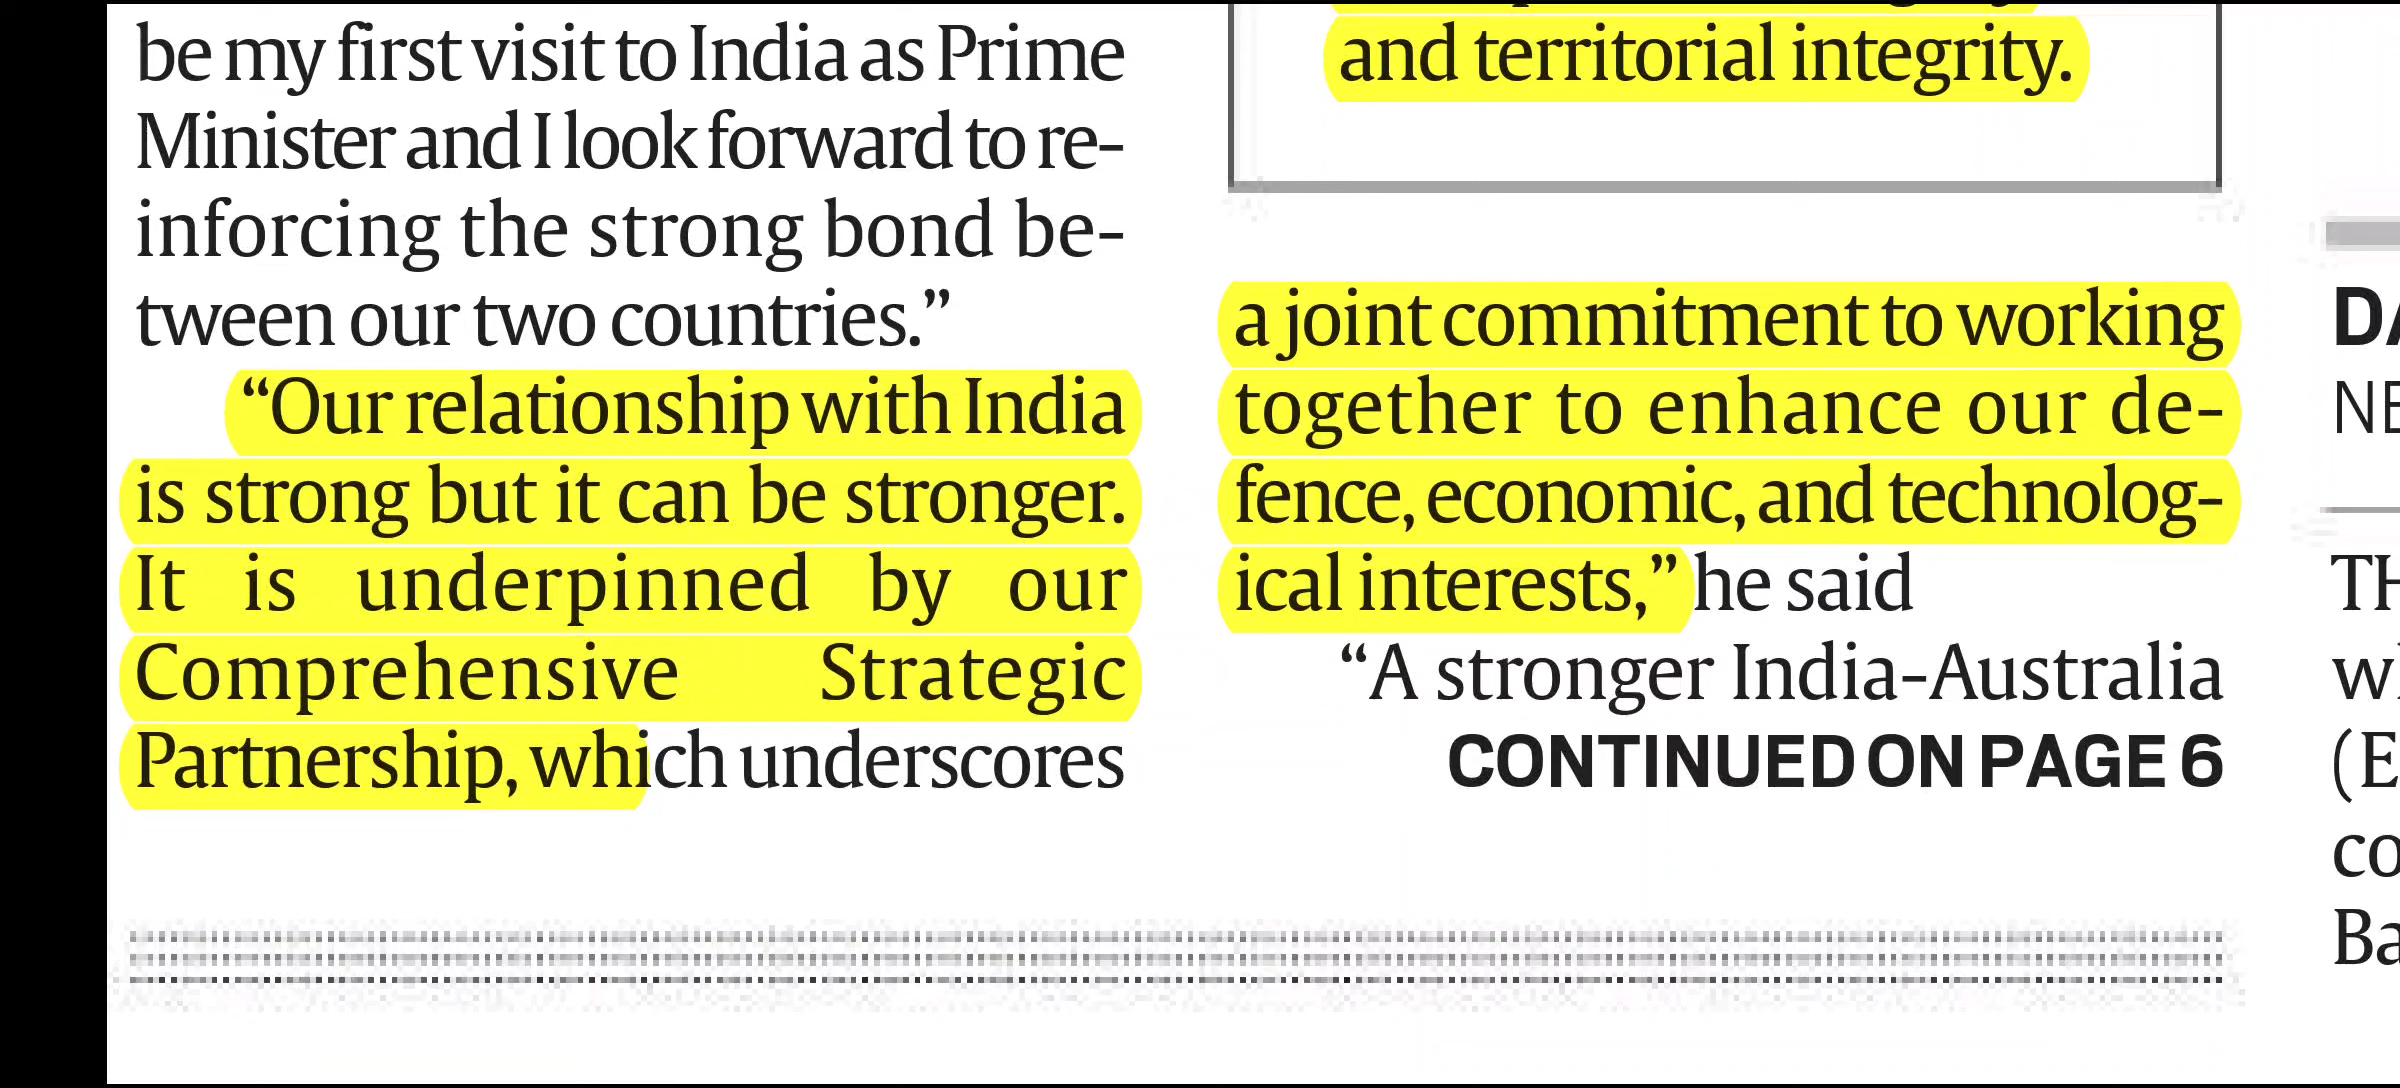 be my first visit to India as Prime
Minister and I look forward to re-
inforcing the strong bond be-
tween our two countries.”
“Our relationship with India
is strong but it can be stronger.
It is underpinned by our
Comprehensive Strategic
Partnership, which underscores
and territorial integrity.
a joint commitment to working
together to enhance our de-
fence, economic, and technolog-
ical interests,” he said
“A stronger India-Australia
CONTINUED ON PAGE 6